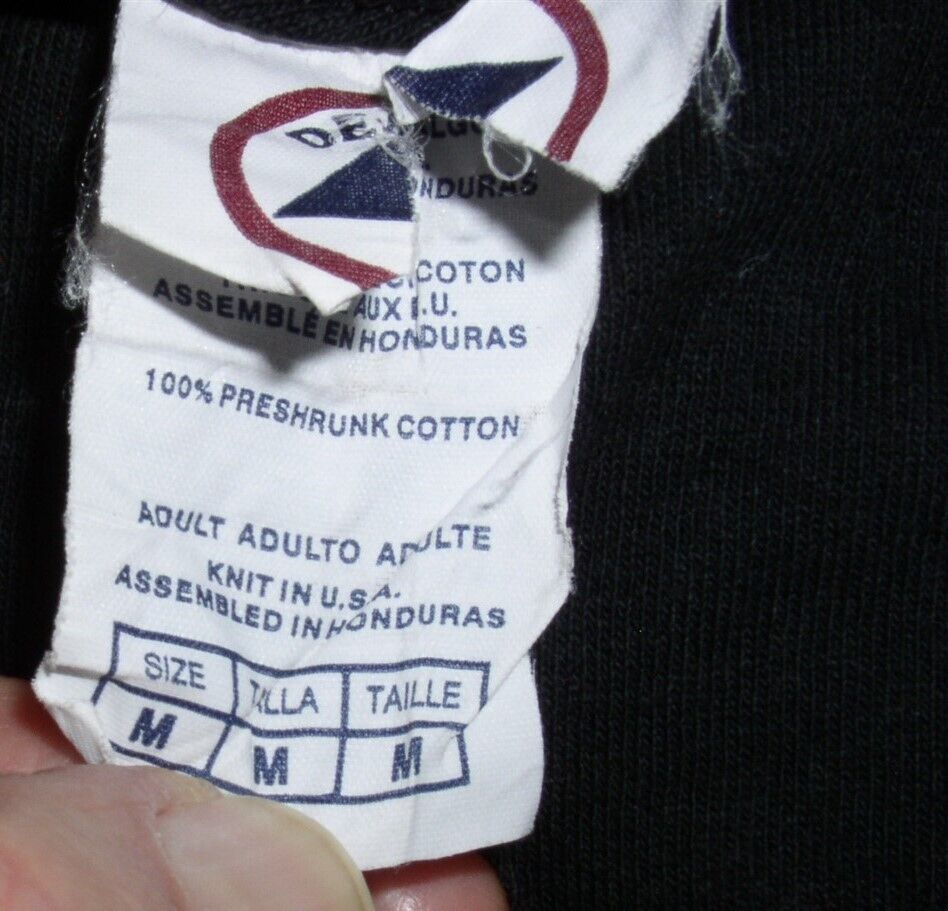 HONDURAS
COTON
AUX
ASSEMBLÉ EN HONDURAS
100% PRESHRUNK COTTON
ADULT ADULTO ADULTE
KNIT IN U.S.A.
ASSEMBLED IN HONDURAS
SIZE TALLA TAILLE
M M M